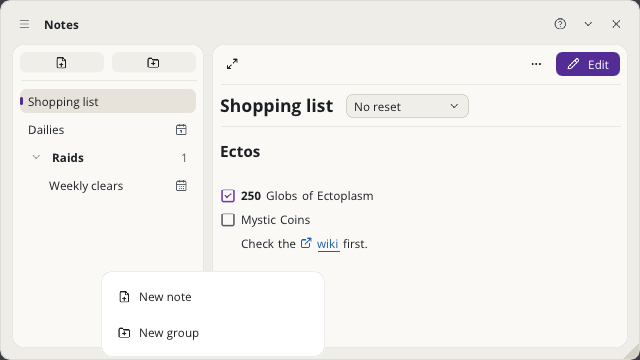 Notes
Shopping list
Dailies
Raids 1
Weekly clears
Edit
Shopping list No reset
Ectos
250 Globs of Ectoplasm
Mystic Coins
Check the wiki first.
New note
New group